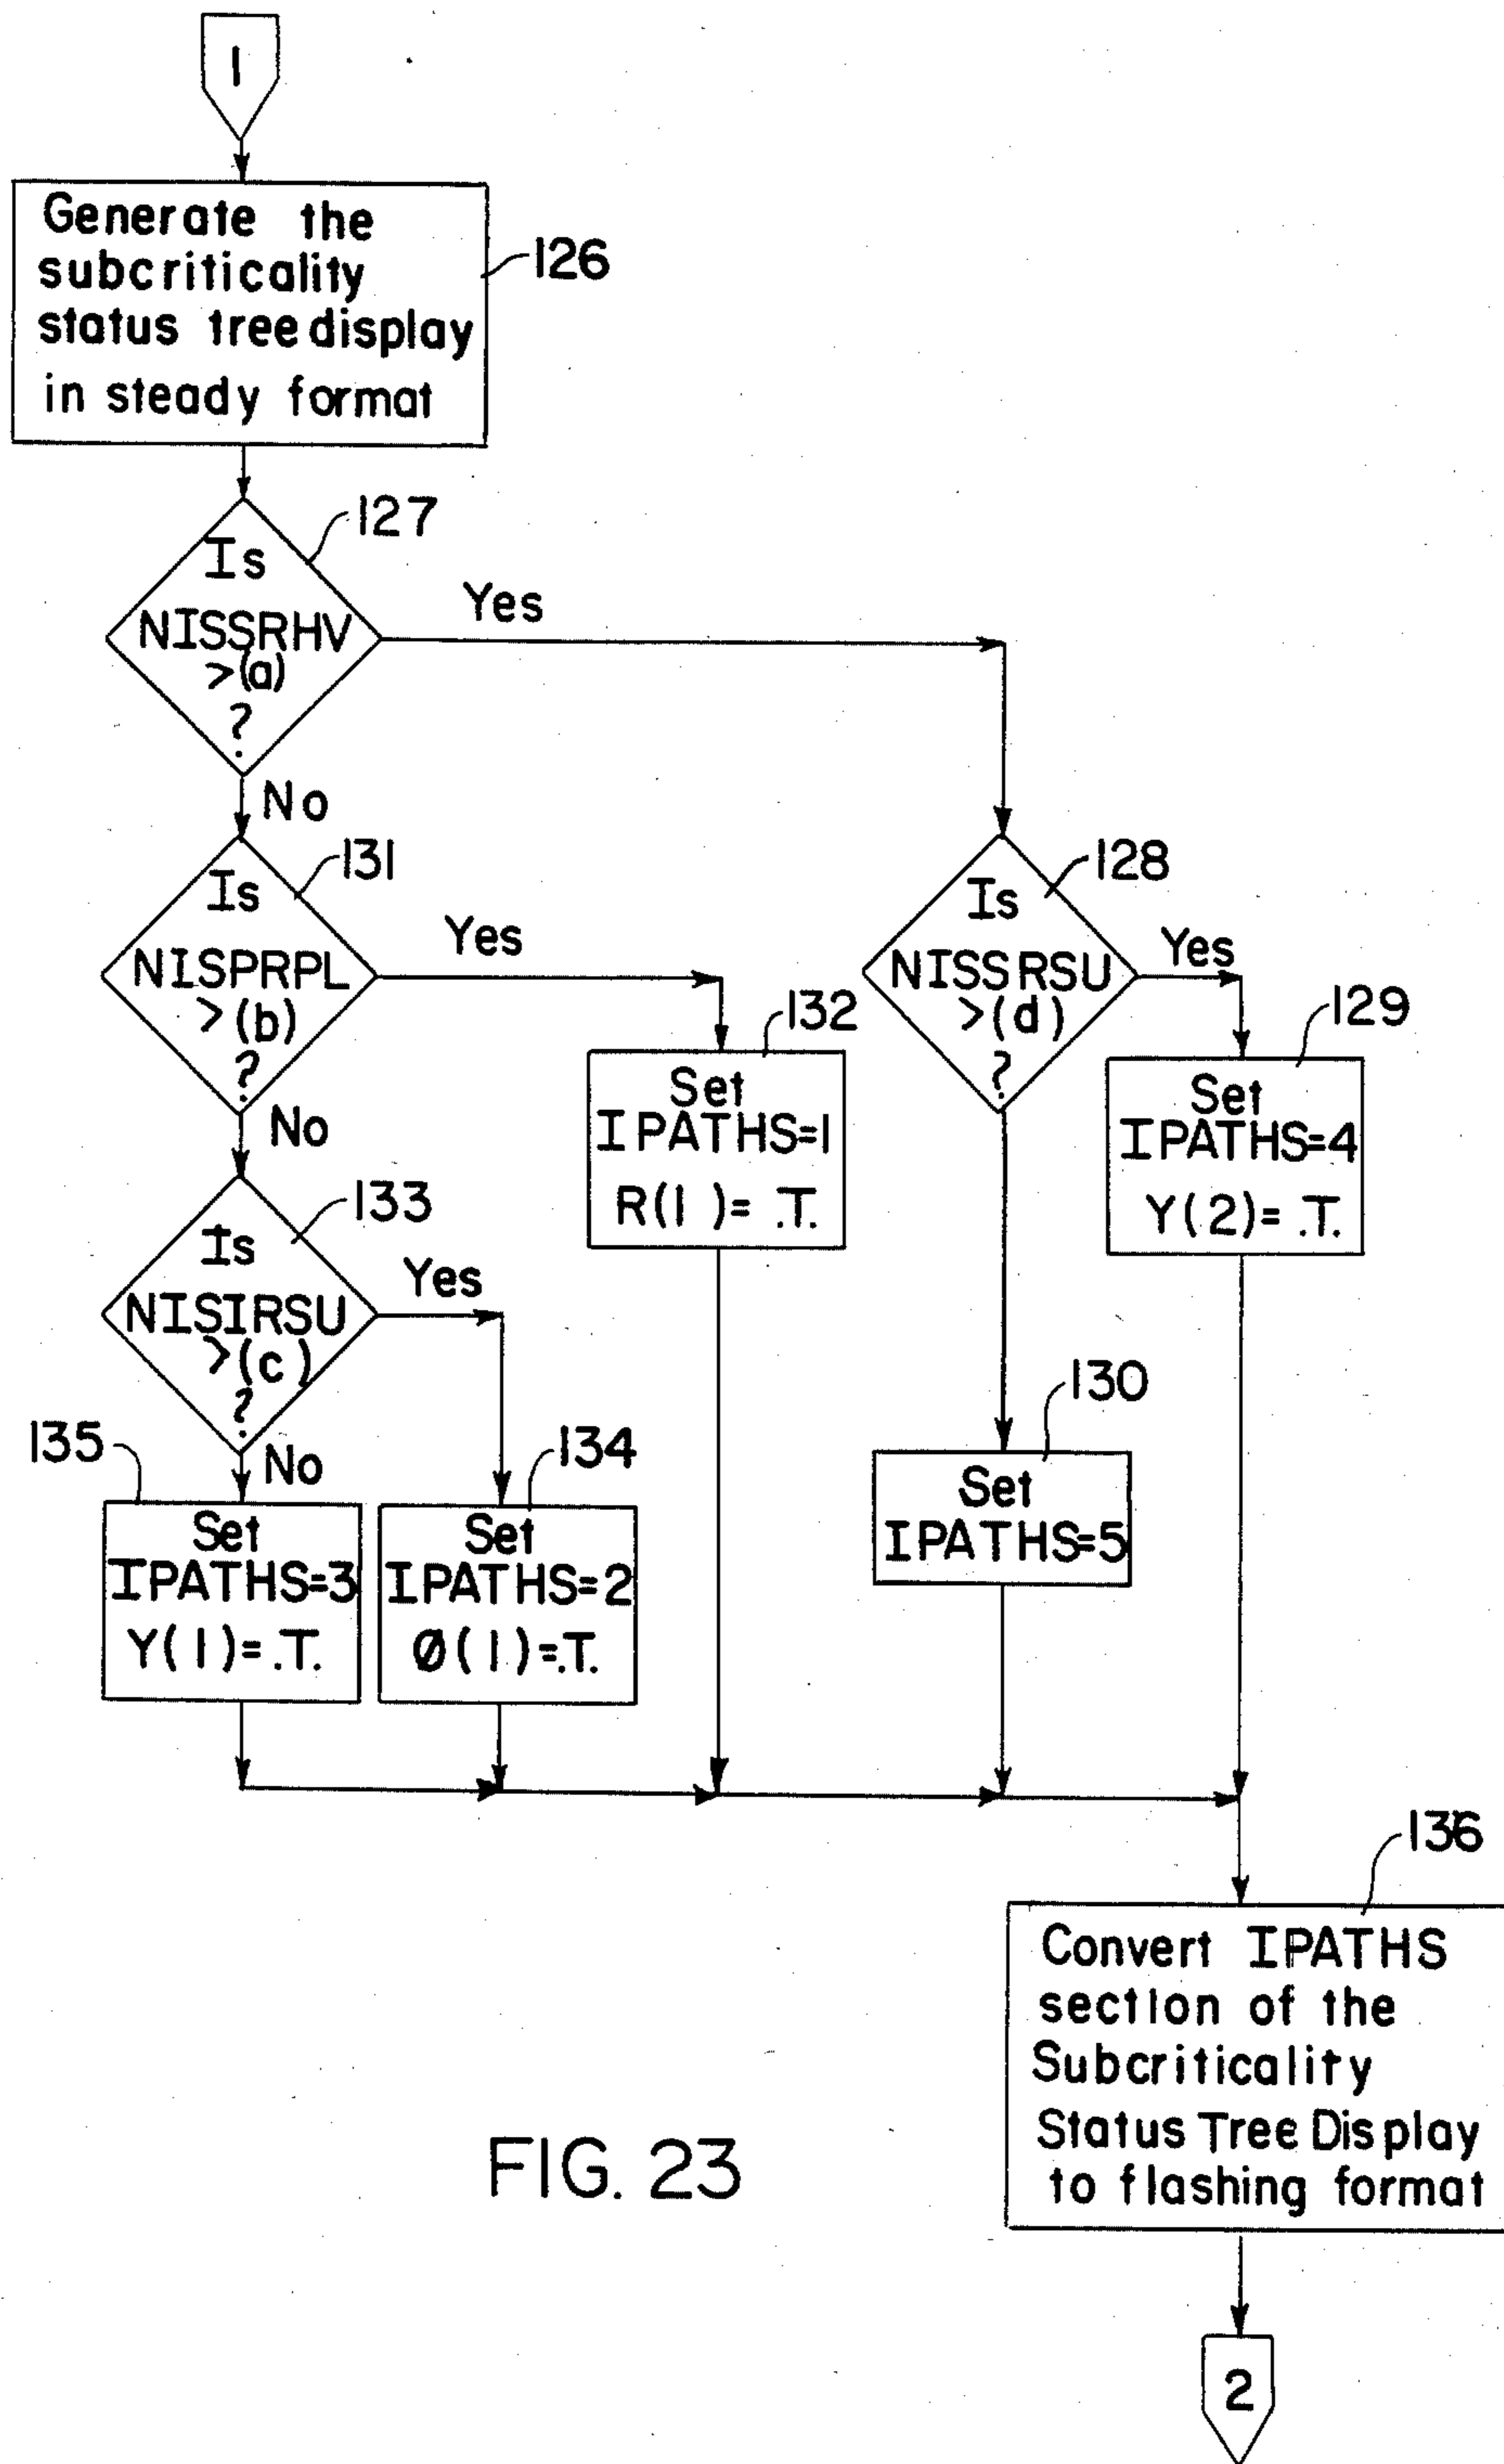 1
Generate the
subcriticality
status tree display
in steady format
126
127
Is
NISSRHV
>(a)
?
Yes
No
131
Is
NISPRPL
>(b)
?
Yes
No
128
Is
NISSRSU
>(d)
?
Yes
129
Set
IPATHS=4
Y(2)= .T.
132
Set
IPATHS=1
R(1)= .T.
133
Is
NISIRSU
>(c)
?
Yes
No
130
Set
IPATHS=5
135
Set
IPATHS=3
Y(1)= .T.
134
Set
IPATHS=2
Ø(1)=.T.
136
Convert IPATHS
section of the
Subcriticality
Status Tree Display
to flashing format
2
FIG. 23